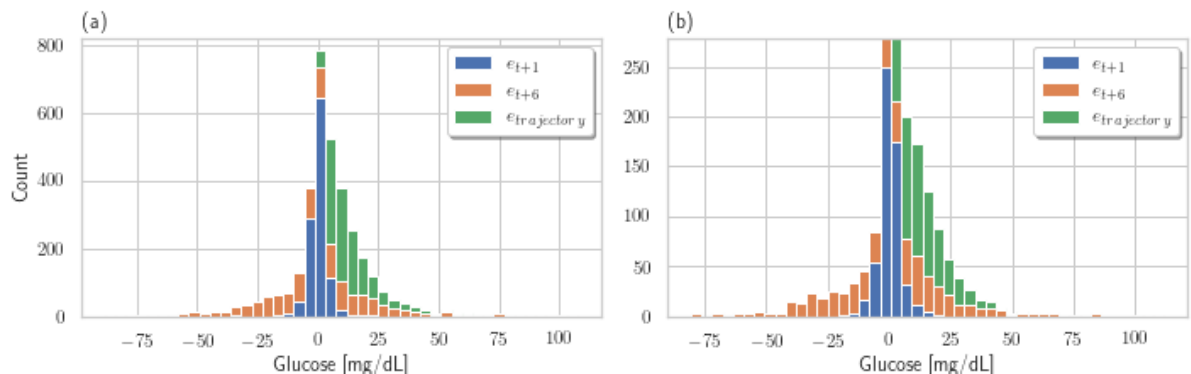 (a)
800
600
400
200
0
Count
−75
−50
−25
0
25
50
75
100
Glucose [mg/dL]
e_{t+1}
e_{t+6}
e_{trajectory}
(b)
250
200
150
100
50
0
−75
−50
−25
0
25
50
75
100
Glucose [mg/dL]
e_{t+1}
e_{t+6}
e_{trajectory}